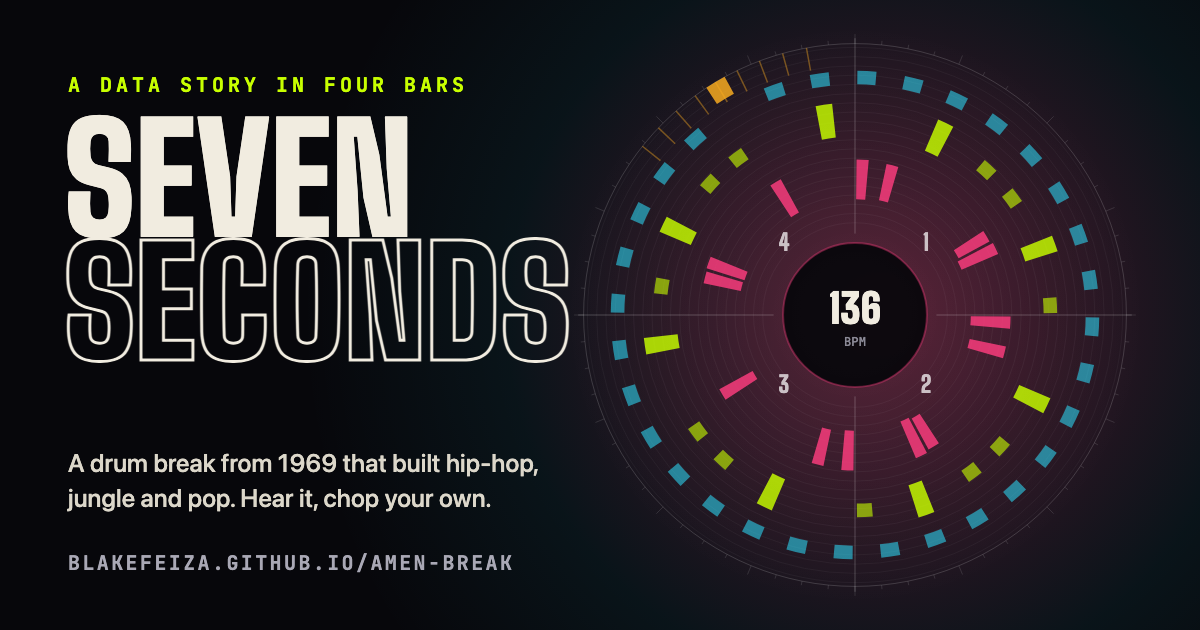 A DATA STORY IN FOUR BARS
SEVEN
SECONDS
A drum break from 1969 that built hip-hop,
jungle and pop. Hear it, chop your own.
BLAKEFEIZA.GITHUB.IO/AMEN-BREAK
4
1
136
BPM
3
2